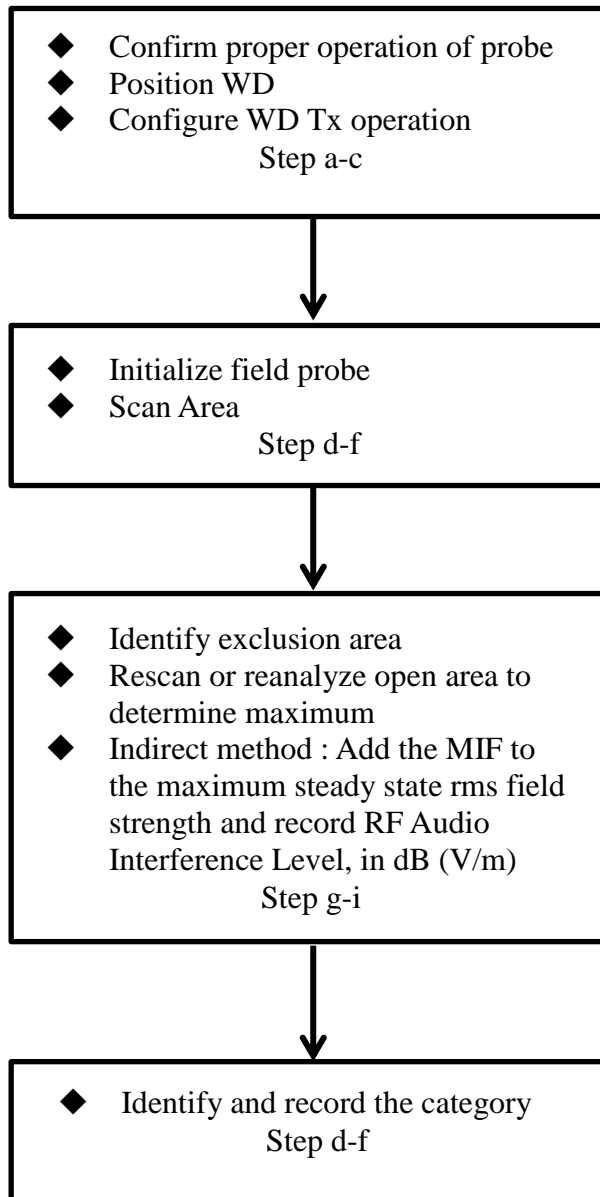 ◆ Confirm proper operation of probe
◆ Position WD
◆ Configure WD Tx operation
Step a-c
◆ Initialize field probe
◆ Scan Area
Step d-f
◆ Identify exclusion area
◆ Rescan or reanalyze open area to
determine maximum
◆ Indirect method : Add the MIF to
the maximum steady state rms field
strength and record RF Audio
Interference Level, in dB (V/m)
Step g-i
◆ Identify and record the category
Step d-f